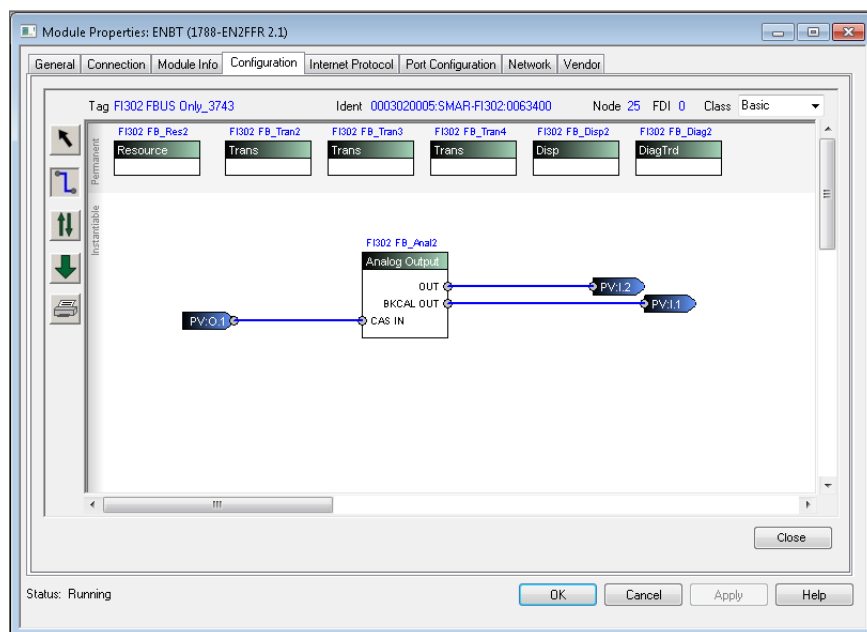 Module Properties: ENBT (1788-EN2FFR 2.1)
General Connection Module Info Configuration Internet Protocol Port Configuration Network Vendor
Tag FI302 FBUS Only_3743 Ident 0003020005:SMAR-FI302:0063400 Node 25 FDI 0 Class Basic
Permanent
FI302 FB_Res2 FI302 FB_Tran2 FI302 FB_Tran3 FI302 FB_Tran4 FI302 FB_Disp2 FI302 FB_Diag2
Resource Trans Trans Trans Disp DiagTrd
Instantiable
FI302 FB_Anal2
Analog Output
OUT PV:I.2
BKCAL OUT PV:I.1
PV:O.1 CAS IN
Close
Status: Running OK Cancel Apply Help